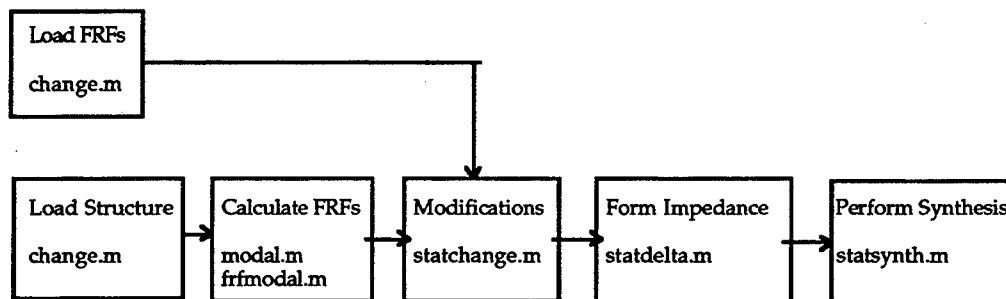 Load FRFs
change.m
Load Structure
change.m
Calculate FRFs
modal.m
frfmodal.m
Modifications
statchange.m
Form Impedance
statdelta.m
Perform Synthesis
statsynth.m